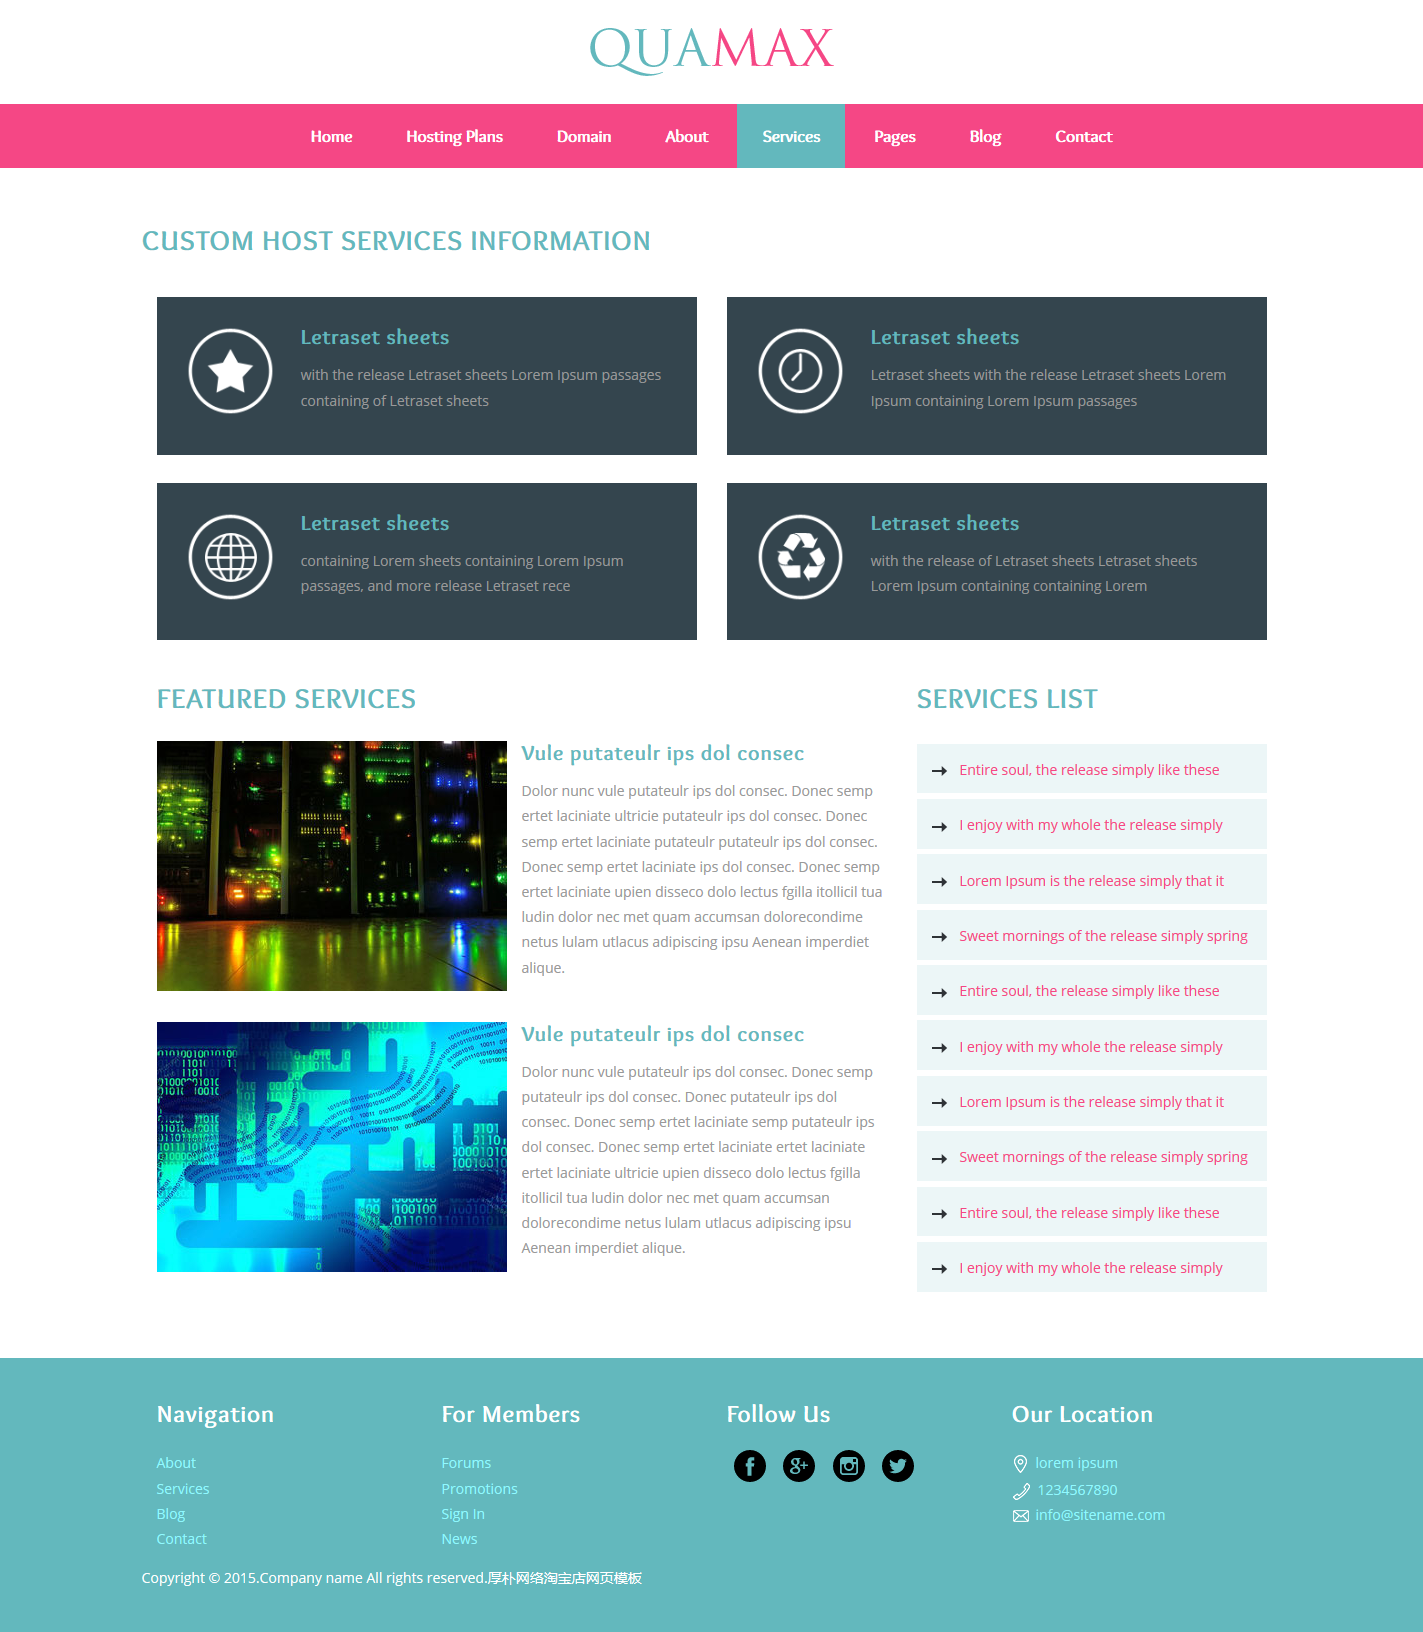 QUAMAX
Home Hosting Plans Domain About Services Pages Blog Contact
CUSTOM HOST SERVICES INFORMATION
Letraset sheets
with the release Letraset sheets Lorem Ipsum passages
containing of Letraset sheets
Letraset sheets
Letraset sheets with the release Letraset sheets Lorem
Ipsum containing Lorem Ipsum passages
Letraset sheets
containing Lorem sheets containing Lorem Ipsum
passages, and more release Letraset rece
Letraset sheets
with the release of Letraset sheets Letraset sheets
Lorem Ipsum containing containing Lorem
FEATURED SERVICES
Vule putateulr ips dol consec
Dolor nunc vule putateulr ips dol consec. Donec semp
ertet laciniate ultricie putateulr ips dol consec. Donec
semp ertet laciniate putateulr putateulr ips dol consec.
Donec semp ertet laciniate ips dol consec. Donec semp
ertet laciniate upien disseco dolo lectus fgilla itollicil tua
ludin dolor nec met quam accumsan dolorecondime
netus lulam utlacus adipiscing ipsu Aenean imperdiet
alique.
Vule putateulr ips dol consec
Dolor nunc vule putateulr ips dol consec. Donec semp
putateulr ips dol consec. Donec putateulr ips dol
consec. Donec semp ertet laciniate semp putateulr ips
dol consec. Donec semp ertet laciniate ertet laciniate
ertet laciniate ultricie upien disseco dolo lectus fgilla
itollicil tua ludin dolor nec met quam accumsan
dolorecondime netus lulam utlacus adipiscing ipsu
Aenean imperdiet alique.
SERVICES LIST
Entire soul, the release simply like these
I enjoy with my whole the release simply
Lorem Ipsum is the release simply that it
Sweet mornings of the release simply spring
Entire soul, the release simply like these
I enjoy with my whole the release simply
Lorem Ipsum is the release simply that it
Sweet mornings of the release simply spring
Entire soul, the release simply like these
I enjoy with my whole the release simply
Navigation
About
Services
Blog
Contact
For Members
Forums
Promotions
Sign In
News
Follow Us
Our Location
lorem ipsum
1234567890
info@sitename.com
Copyright © 2015.Company name All rights reserved.厚朴网络淘宝店网页模板